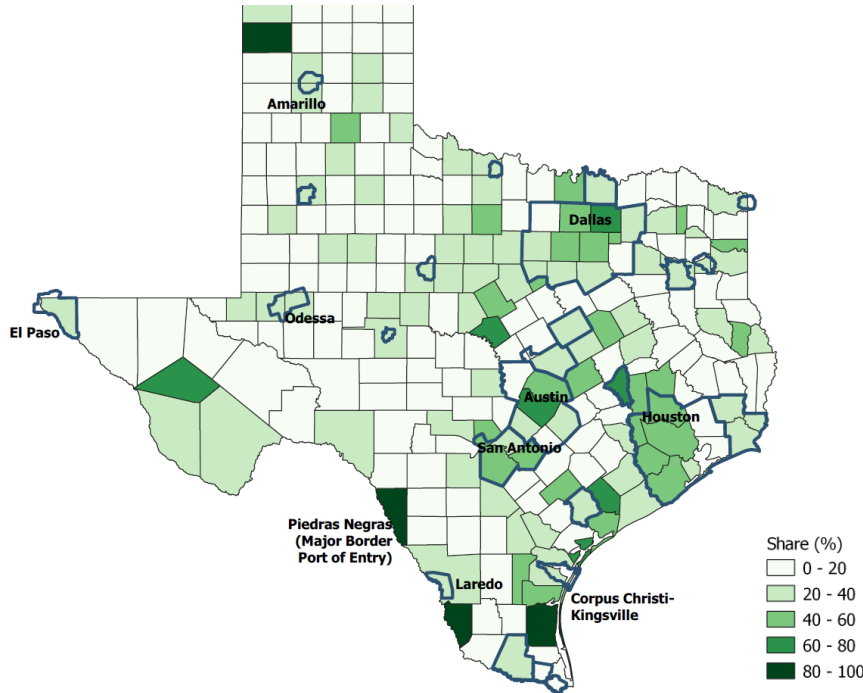 Amarillo
Dallas
Odessa
El Paso
Austin
Houston
San Antonio
Piedras Negras
(Major Border
Port of Entry)
Laredo
Corpus Christi-
Kingsville
Share (%)
0 - 20
20 - 40
40 - 60
60 - 80
80 - 100